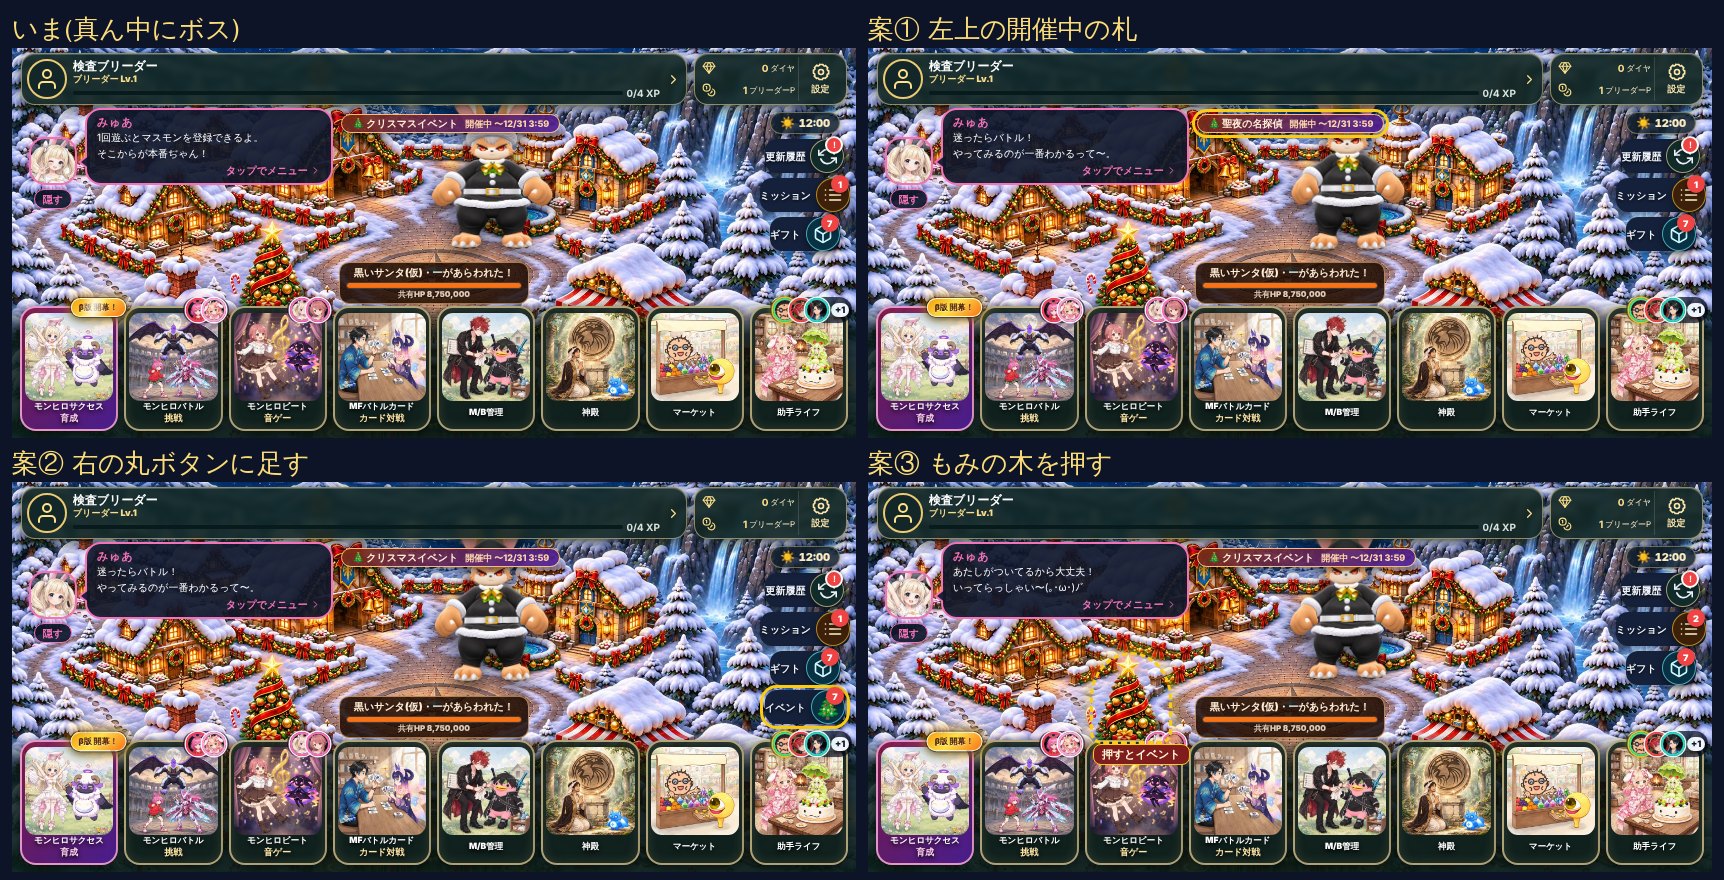 いま(真ん中にボス)
検査ブリーダー
ブリーダー Lv.1
0/4 XP
0 ダイヤ
1 ブリーダーP
設定
みゅあ
1回遊ぶとマスモンを登録できるよ。
そこからが本番ぢゃん！
タップでメニュー
隠す
クリスマスイベント 開催中 〜12/31 3:59
12:00
更新履歴
!
ミッション
1
ギフト
7
黒いサンタ(仮)・一があらわれた！
共有HP 8,750,000
β版 開幕！
+1
モンヒロサクセス
育成
モンヒロバトル
挑戦
モンヒロビート
音ゲー
MFバトルカード
カード対戦
M/B管理
神殿
マーケット
助手ライフ
案① 左上の開催中の札
検査ブリーダー
ブリーダー Lv.1
0/4 XP
0 ダイヤ
1 ブリーダーP
設定
みゅあ
迷ったらバトル！
やってみるのが一番わかるって〜。
タップでメニュー
隠す
聖夜の名探偵 開催中 〜12/31 3:59
12:00
更新履歴
!
ミッション
1
ギフト
7
黒いサンタ(仮)・一があらわれた！
共有HP 8,750,000
β版 開幕！
+1
モンヒロサクセス
育成
モンヒロバトル
挑戦
モンヒロビート
音ゲー
MFバトルカード
カード対戦
M/B管理
神殿
マーケット
助手ライフ
案② 右の丸ボタンに足す
検査ブリーダー
ブリーダー Lv.1
0/4 XP
0 ダイヤ
1 ブリーダーP
設定
みゅあ
迷ったらバトル！
やってみるのが一番わかるって〜。
タップでメニュー
隠す
クリスマスイベント 開催中 〜12/31 3:59
12:00
更新履歴
!
ミッション
1
ギフト
7
イベント
7
黒いサンタ(仮)・一があらわれた！
共有HP 8,750,000
β版 開幕！
+1
モンヒロサクセス
育成
モンヒロバトル
挑戦
モンヒロビート
音ゲー
MFバトルカード
カード対戦
M/B管理
神殿
マーケット
助手ライフ
案③ もみの木を押す
検査ブリーダー
ブリーダー Lv.1
0/4 XP
0 ダイヤ
1 ブリーダーP
設定
みゅあ
あたしがついてるから大丈夫！
いってらっしゃい〜(｡･ω･)ﾉﾞ
タップでメニュー
隠す
クリスマスイベント 開催中 〜12/31 3:59
12:00
更新履歴
!
ミッション
2
ギフト
7
黒いサンタ(仮)・一があらわれた！
共有HP 8,750,000
β版 開幕！
押すとイベント
+1
モンヒロサクセス
育成
モンヒロバトル
挑戦
モンヒロビート
音ゲー
MFバトルカード
カード対戦
M/B管理
神殿
マーケット
助手ライフ